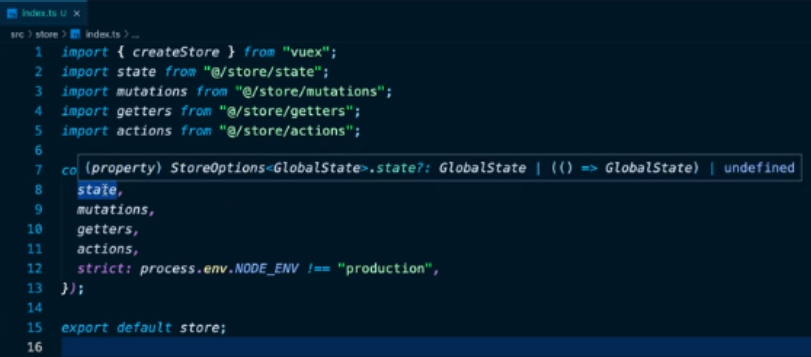 index.ts U ×
src > store > index.ts > ...
1 import { createStore } from "vuex";
2 import state from "@/store/state";
3 import mutations from "@/store/mutations";
4 import getters from "@/store/getters";
5 import actions from "@/store/actions";
6
(property) StoreOptions<GlobalState>.state?: GlobalState | (() => GlobalState) | undefined
7 co
8 state,
9 mutations,
10 getters,
11 actions,
12 strict: process.env.NODE_ENV !== "production",
13 });
14
15 export default store;
16